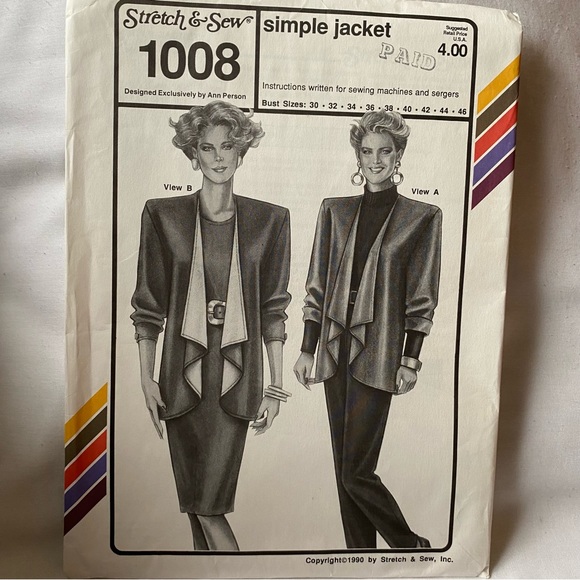 Stretch & Sew®
1008
Designed Exclusively by Ann Person
simple jacket
PAID
Suggested
Retail Price
U.S.A.
4.00
Instructions written for sewing machines and sergers
Bust Sizes: 30 • 32 • 34 • 36 • 38 • 40 • 42 • 44 • 46
View B
View A
Copyright©1990 by Stretch & Sew, Inc.